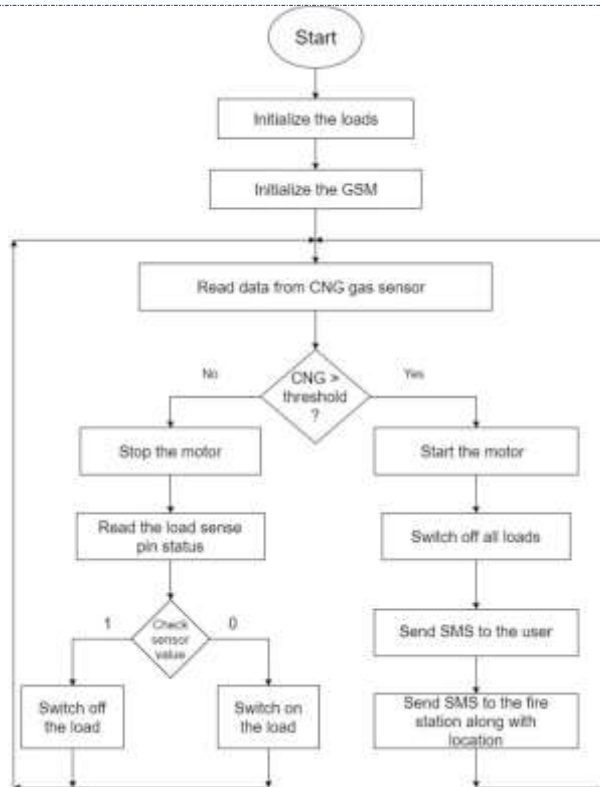 Start
Initialize the loads
Initialize the GSM
Read data from CNG gas sensor
No
CNG >
threshold
?
Yes
Stop the motor
Start the motor
Read the load sense
pin status
Switch off all loads
1
Check
sensor
value
0
Send SMS to the user
Switch off
the load
Switch on
the load
Send SMS to the fire
station along with
location